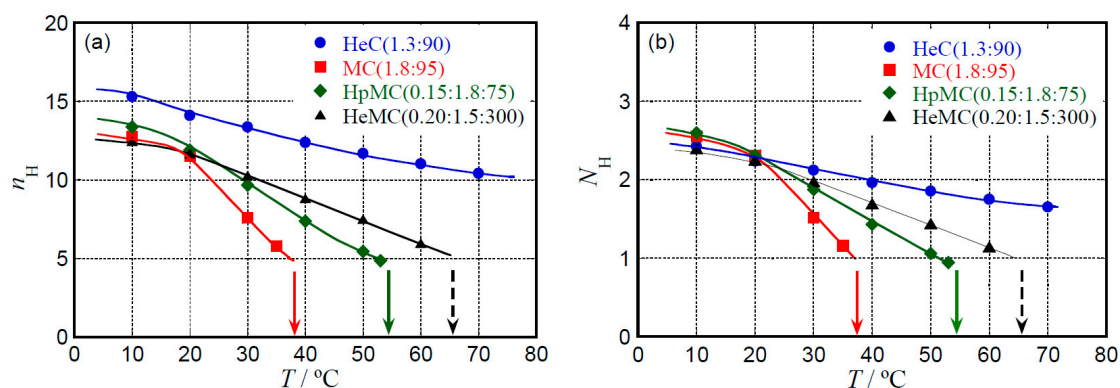 (a)
HeC(1.3:90)
MC(1.8:95)
HpMC(0.15:1.8:75)
HeMC(0.20:1.5:300)
20
15
10
5
0
nH
0 10 20 30 40 50 60 70 80
T / ºC
(b)
HeC(1.3:90)
MC(1.8:95)
HpMC(0.15:1.8:75)
HeMC(0.20:1.5:300)
4
3
2
1
0
NH
0 10 20 30 40 50 60 70 80
T / ºC